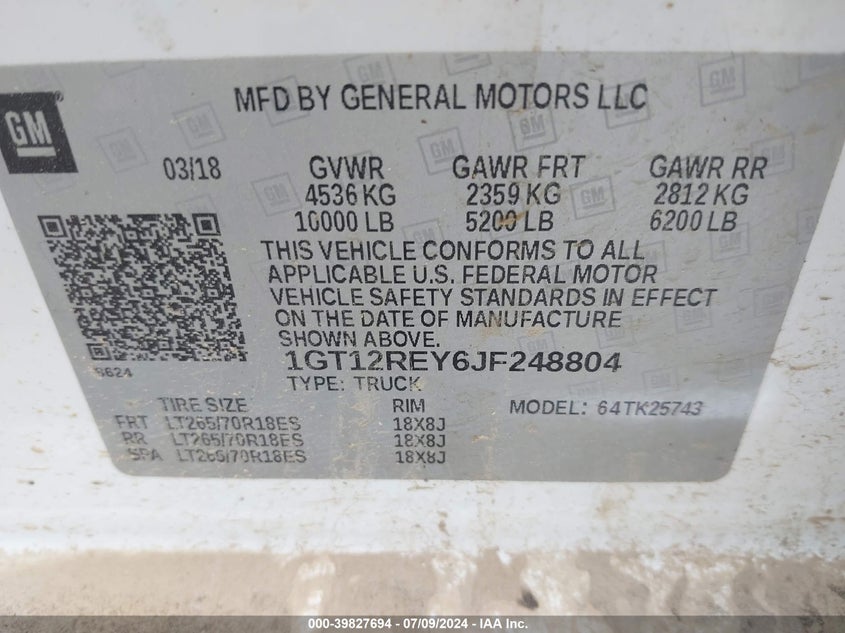 GM
MFD BY GENERAL MOTORS LLC
03/18 GVWR GAWR FRT GAWR RR
4536 KG 2359 KG 2812 KG
10000 LB 5200 LB 6200 LB
THIS VEHICLE CONFORMS TO ALL
APPLICABLE U.S. FEDERAL MOTOR
VEHICLE SAFETY STANDARDS IN EFFECT
ON THE DATE OF MANUFACTURE
SHOWN ABOVE.
1GT12REY6JF248804
8624
TYPE: TRUCK
TIRE SIZE RIM MODEL: 64TK25743
FRT LT265/70R18ES 18X8J
RR LT265/70R18ES 18X8J
SPA LT265/70R18ES 18X8J
000-39827694 - 07/09/2024 - IAA Inc.